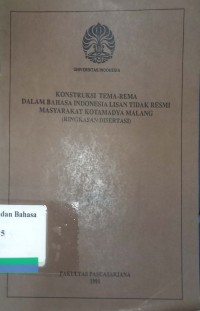 UNIVERSITAS INDONESIA
KONSTRUKSI TEMA-REMA
DALAM BAHASA INDONESIA LISAN TIDAK RESMI
MASYARAKAT KOTAMADYA MALANG
(RINGKASAN DISERTASI)
dan Bahasa
5
FAKULTAS PASCASARJANA